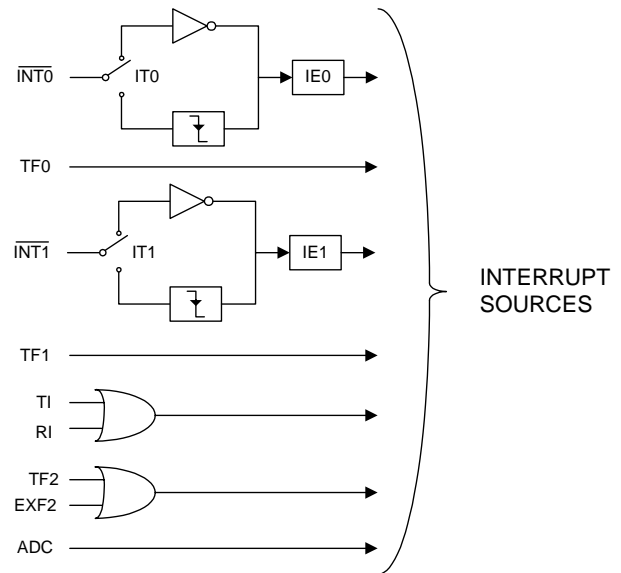 INT0
IT0
IE0
TF0
INT1
IT1
IE1
INTERRUPT
SOURCES
TF1
TI
RI
TF2
EXF2
ADC